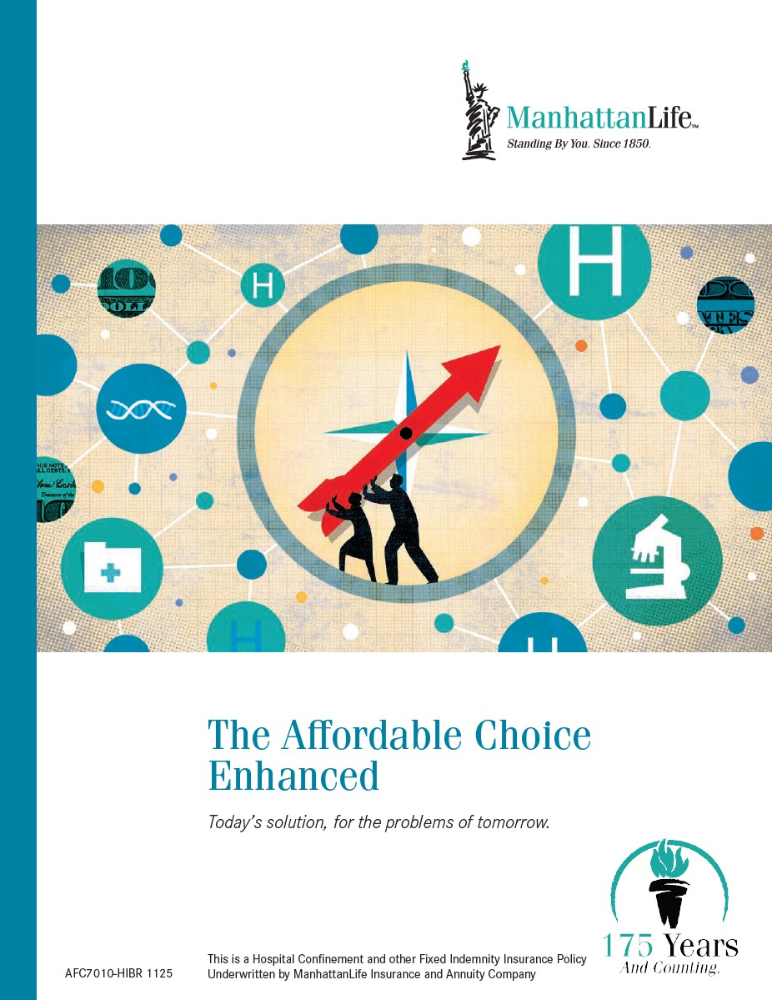 ManhattanLife™
Standing By You. Since 1850.
H
H
H
H
The Affordable Choice
Enhanced
Today's solution, for the problems of tomorrow.
175 Years
And Counting.
This is a Hospital Confinement and other Fixed Indemnity Insurance Policy
AFC7010-HIBR 1125
Underwritten by ManhattanLife Insurance and Annuity Company